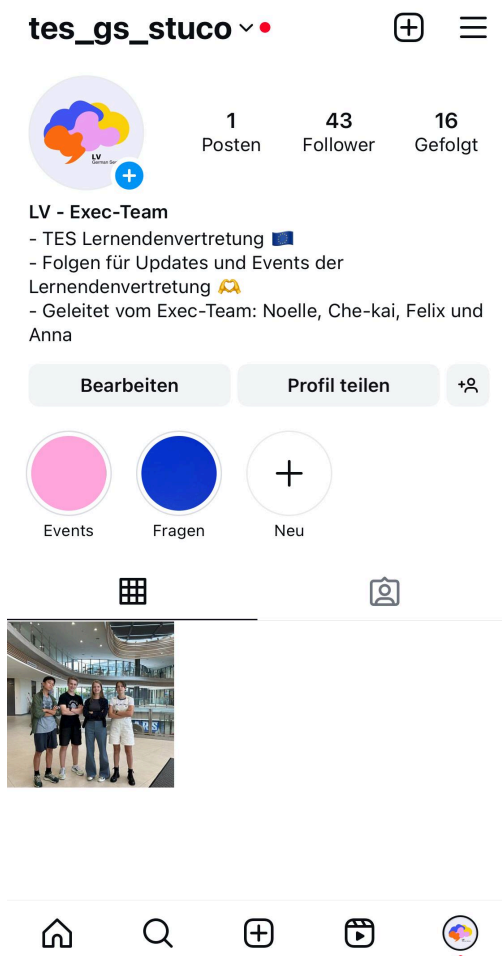 tes_gs_stuco
1
43
16
Posten
Follower
Gefolgt
LV
LV - Exec-Team
- TES Lernendenvertretung 🇪🇺
- Folgen für Updates und Events der
Lernendenvertretung 🫶
- Geleitet vom Exec-Team: Noelle, Che-kai, Felix und
Anna
Bearbeiten
Profil teilen
Events
Fragen
Neu